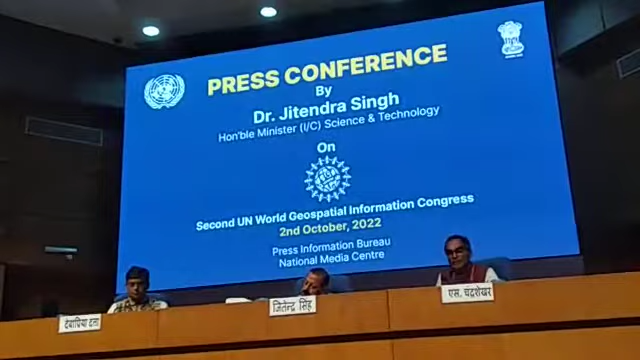 PRESS CONFERENCE
By
Dr. Jitendra Singh
Hon'ble Minister (I/C) Science & Technology
On
Second UN World Geospatial Information Congress
2nd October, 2022
Press Information Bureau
National Media Centre
जितेन्द्र सिंह
एस. चंद्रशेखर